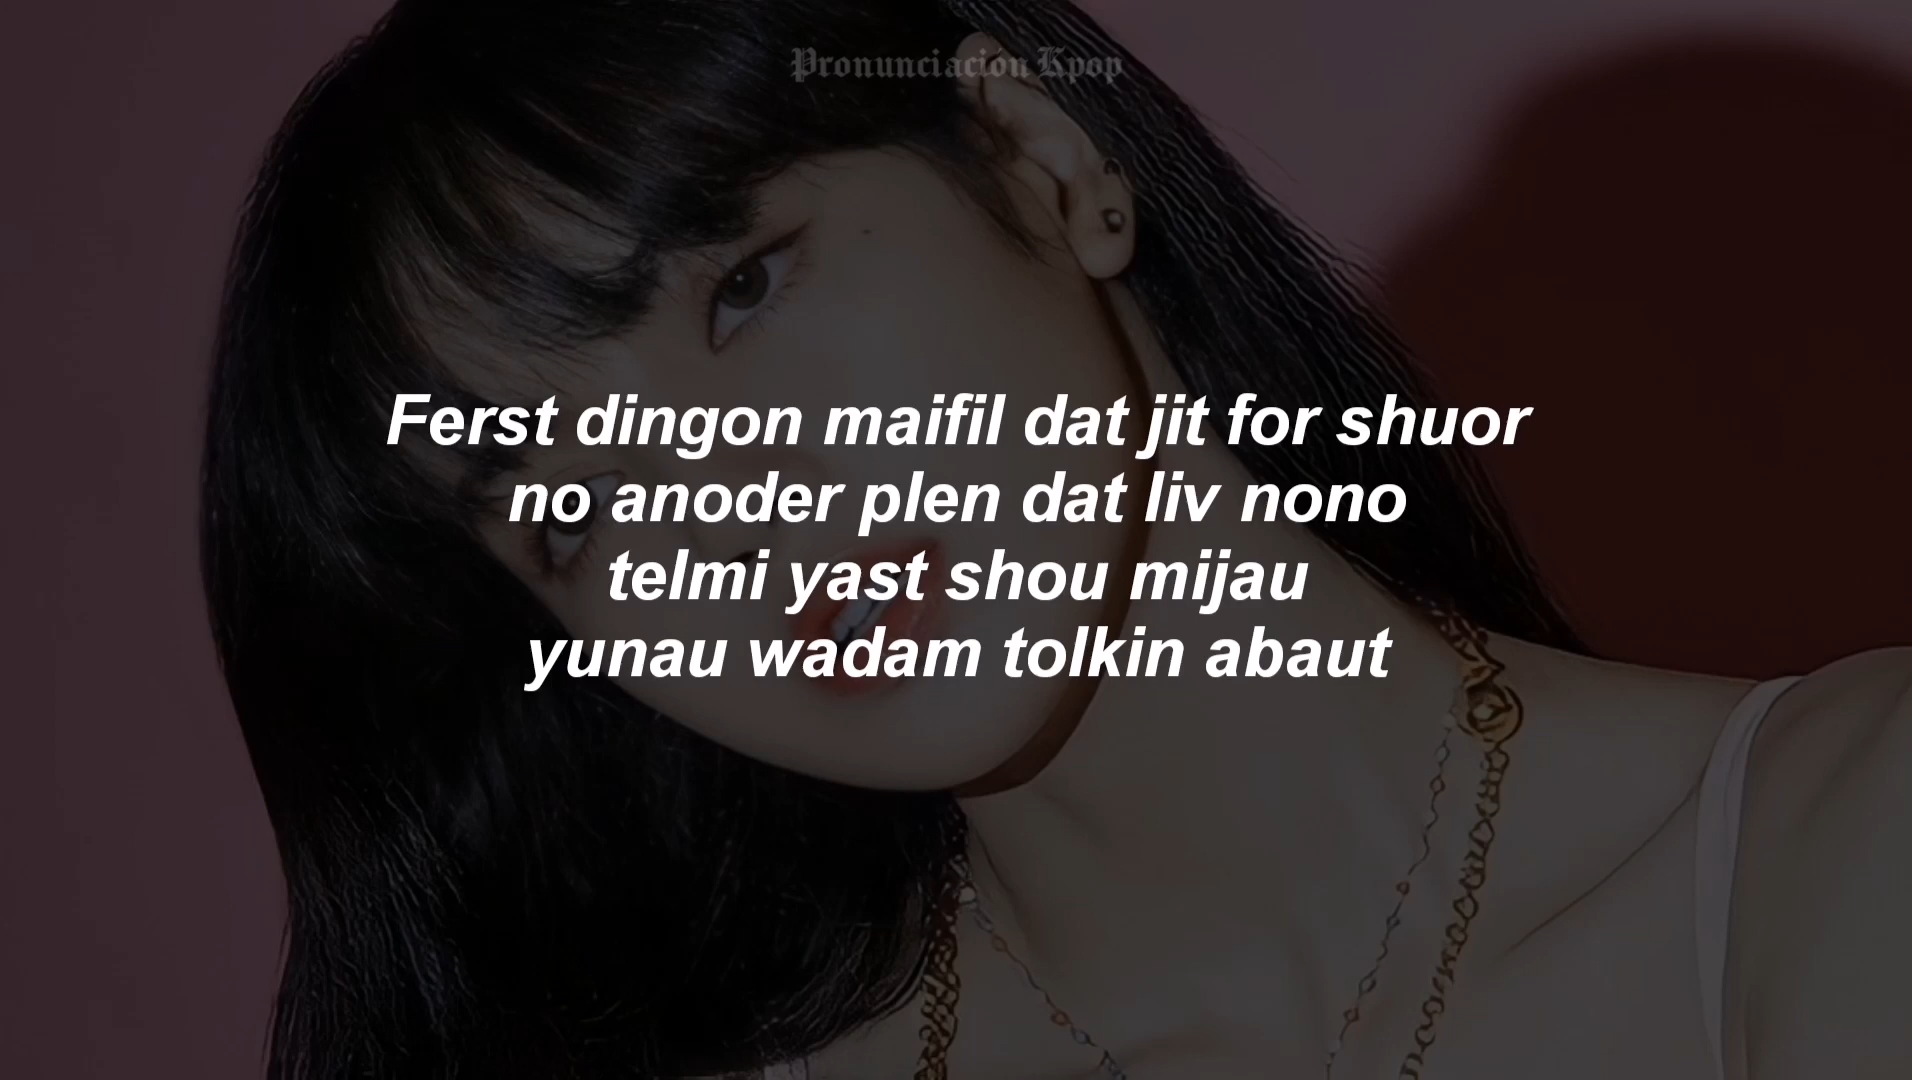 Pronunciación Kpop
Ferst dingon maifil dat jit for shuor
no anoder plen dat liv nono
telmi yast shou mijau
yunau wadam tolkin abaut